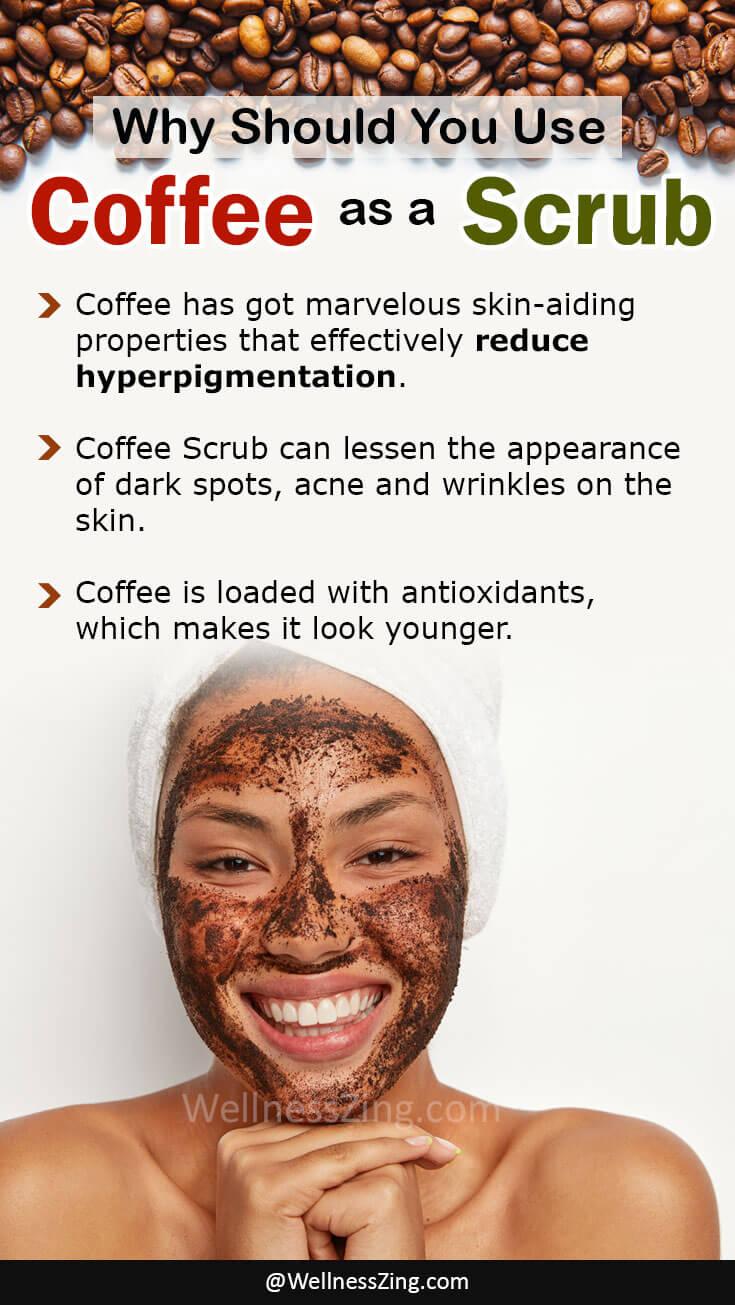 Why Should You Use
Coffee as a Scrub
Coffee has got marvelous skin-aiding
properties that effectively reduce
hyperpigmentation.
Coffee Scrub can lessen the appearance
of dark spots, acne and wrinkles on the
skin.
Coffee is loaded with antioxidants,
which makes it look younger.
WellnessZing.com
@WellnessZing.com